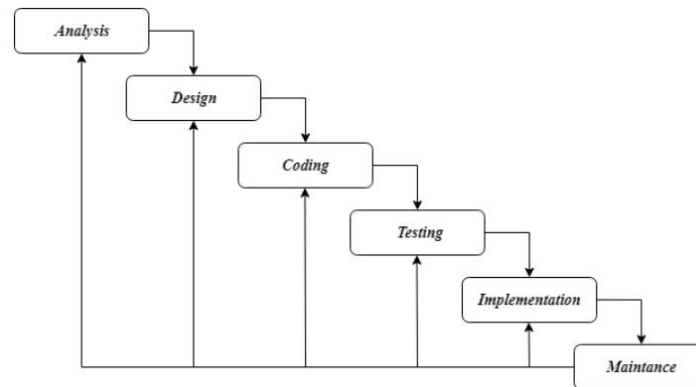 Analysis
Design
Coding
Testing
Implementation
Maintance